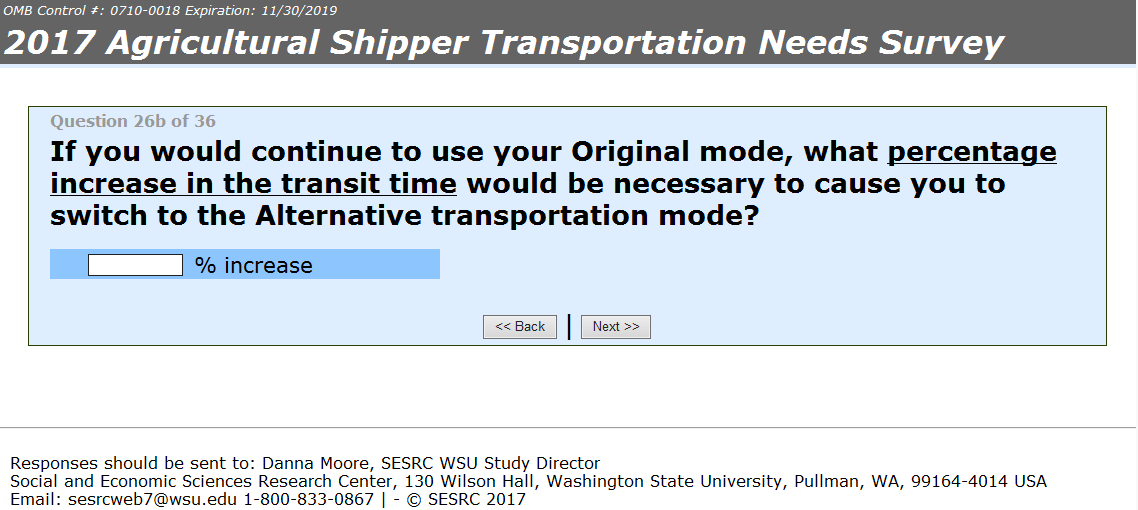 OMB Control #: 0710-0018 Expiration: 11/30/2019
2017 Agricultural Shipper Transportation Needs Survey
Question 26b of 36
If you would continue to use your Original mode, what percentage
increase in the transit time would be necessary to cause you to
switch to the Alternative transportation mode?
% increase
<< Back | Next >>
Responses should be sent to: Danna Moore, SESRC WSU Study Director
Social and Economic Sciences Research Center, 130 Wilson Hall, Washington State University, Pullman, WA, 99164-4014 USA
Email: sesrcweb7@wsu.edu 1-800-833-0867 | - © SESRC 2017